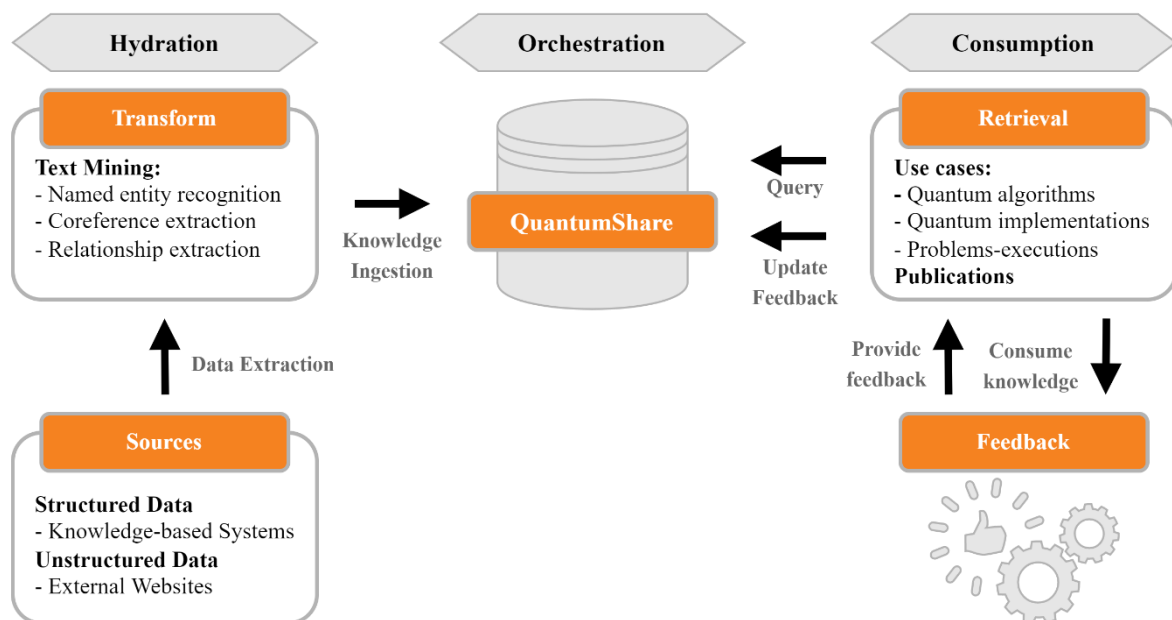 Hydration
Orchestration
Consumption
Transform
Text Mining:
- Named entity recognition
- Coreference extraction
- Relationship extraction
Knowledge
Ingestion
QuantumShare
Query
Update
Feedback
Retrieval
Use cases:
- Quantum algorithms
- Quantum implementations
- Problems-executions
Publications
Data Extraction
Provide
feedback
Consume
knowledge
Sources
Structured Data
- Knowledge-based Systems
Unstructured Data
- External Websites
Feedback